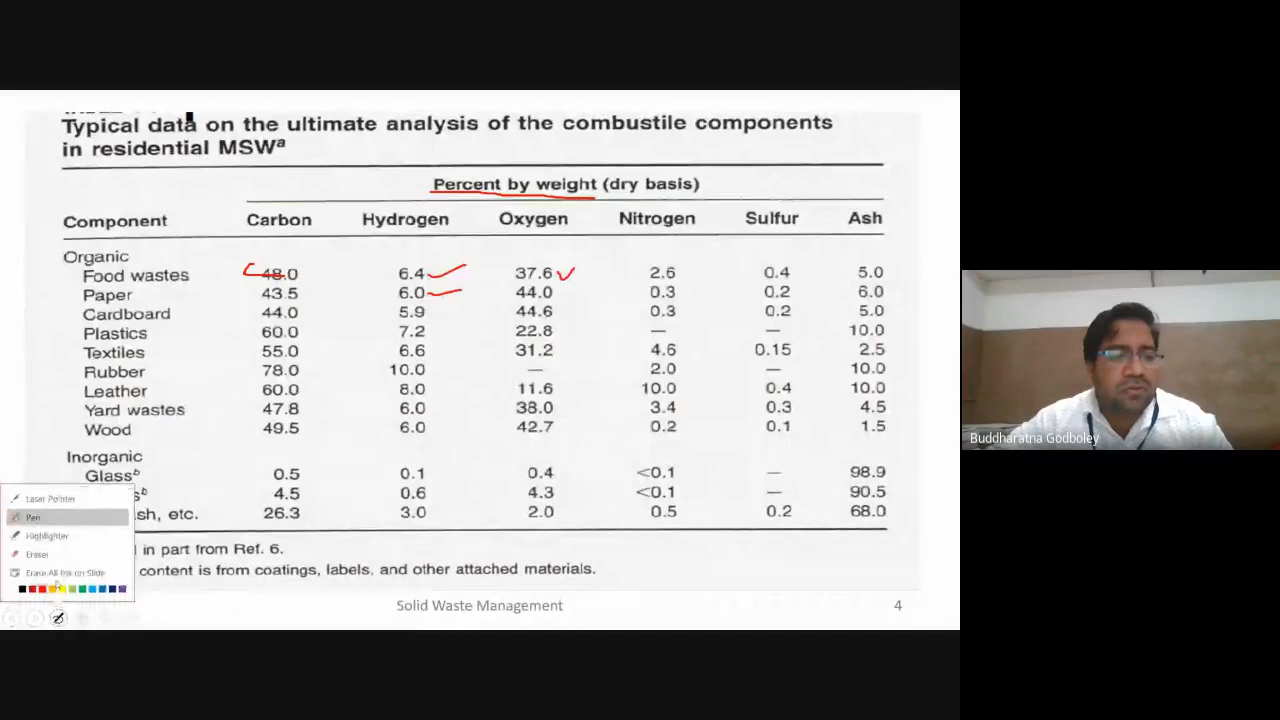 Typical data on the ultimate analysis of the combustile components
in residential MSWᵃ
Percent by weight (dry basis)
Component Carbon Hydrogen Oxygen Nitrogen Sulfur Ash
Organic
Food wastes 48.0 6.4 37.6 2.6 0.4 5.0
Paper 43.5 6.0 44.0 0.3 0.2 6.0
Cardboard 44.0 5.9 44.6 0.3 0.2 5.0
Plastics 60.0 7.2 22.8 — — 10.0
Textiles 55.0 6.6 31.2 4.6 0.15 2.5
Rubber 78.0 10.0 — 2.0 — 10.0
Leather 60.0 8.0 11.6 10.0 0.4 10.0
Yard wastes 47.8 6.0 38.0 3.4 0.3 4.5
Wood 49.5 6.0 42.7 0.2 0.1 1.5
Inorganic
Glassᵇ 0.5 0.1 0.4 <0.1 — 98.9
sᵇ 4.5 0.6 4.3 <0.1 — 90.5
sh, etc. 26.3 3.0 2.0 0.5 0.2 68.0
in part from Ref. 6.
content is from coatings, labels, and other attached materials.
Laser Pointer
Pen
Highlighter
Eraser
Erase All Ink on Slide
Solid Waste Management 4
Buddharatna Godboley